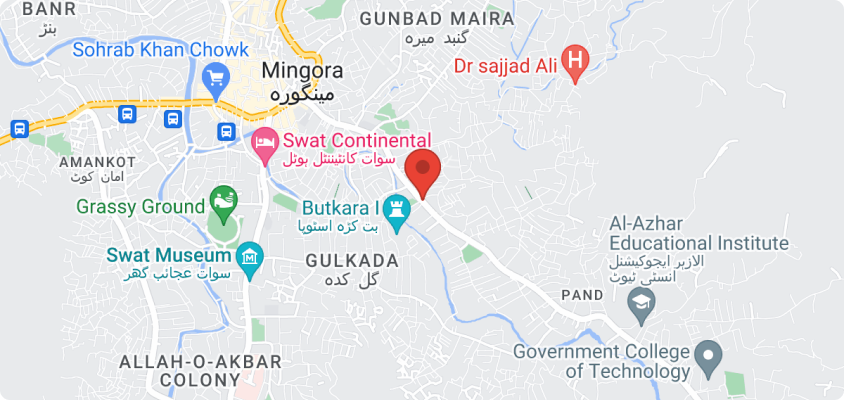 BANR
بنڑ
GUNBAD MAIRA
گنبد میرہ
Sohrab Khan Chowk
Mingora
مینگورہ
Dr sajjad Ali
H
Swat Continental
سوات کانٹیننٹل ہوٹل
AMANKOT
امان کوٹ
Grassy Ground
Butkara I
بت کڑہ اسٹوپا
Al-Azhar
Educational Institute
الازہر ایجوکیشنل
انسٹی ٹیوٹ
Swat Museum
سوات عجائب گھر
GULKADA
گل کدہ
PAND
Government College
of Technology
ALLAH-O-AKBAR
COLONY